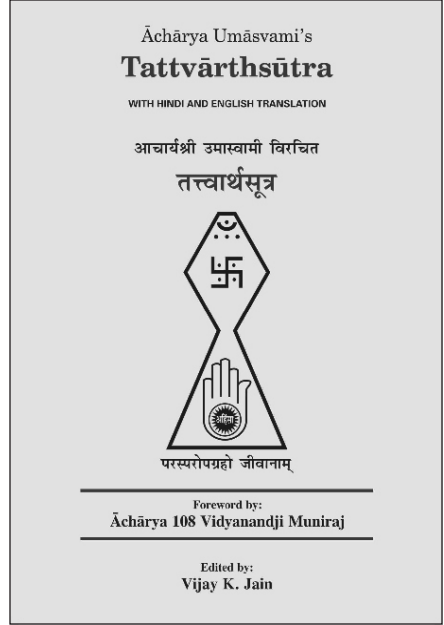 Āchārya Umāsvami's
Tattvārthsūtra
WITH HINDI AND ENGLISH TRANSLATION
आचार्यश्री उमास्वामी विरचित
तत्त्वार्थसूत्र
अहिंसा
परस्परोपग्रहो जीवानाम्
Foreword by:
Āchārya 108 Vidyanandji Muniraj
Edited by:
Vijay K. Jain